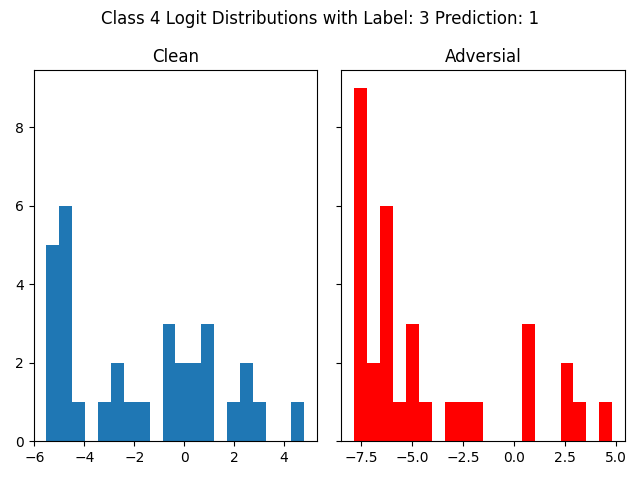 Class 4 Logit Distributions with Label: 3 Prediction: 1
Clean
Adversial
8
6
4
2
0
−6 −4 −2 0 2 4
−7.5 −5.0 −2.5 0.0 2.5 5.0